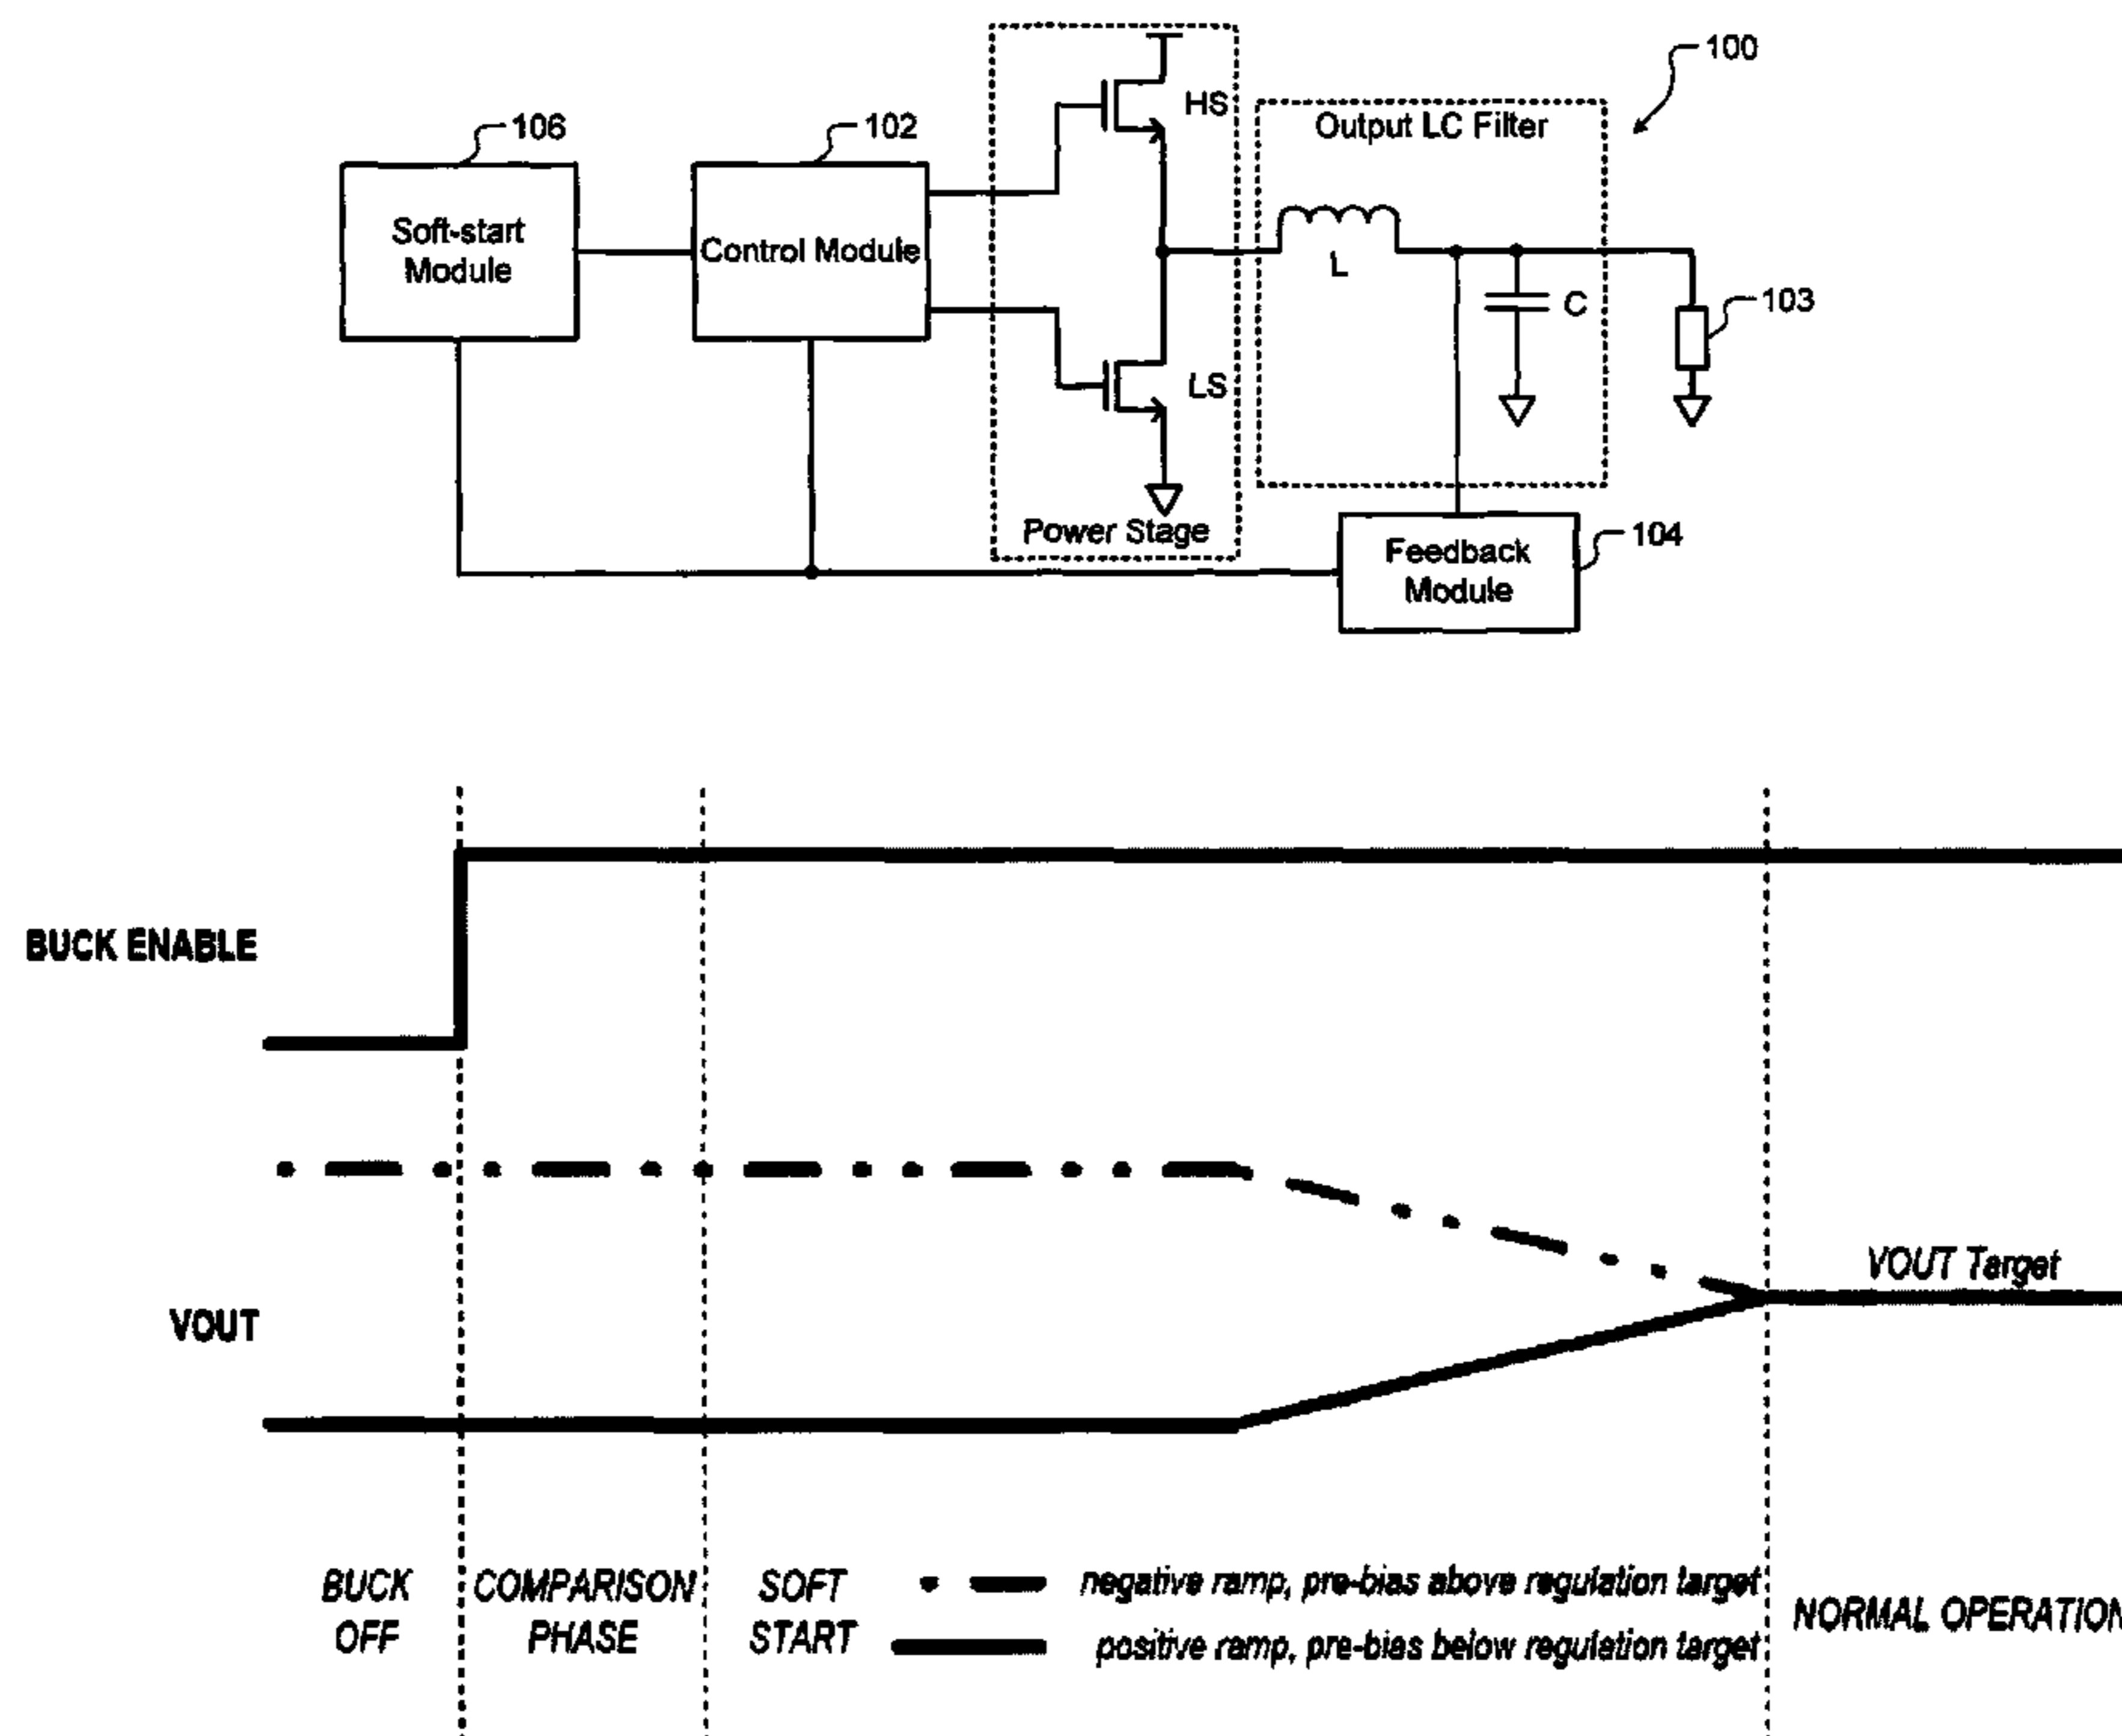 100
106
102
HS
Output LC Filter
Soft-start
Module
Control Module
L
C
103
LS
Power Stage
Feedback
Module
104
BUCK ENABLE
VOUT Target
VOUT
BUCK
OFF
COMPARISON
PHASE
SOFT
START
negative ramp, pre-bias above regulation target
positive ramp, pre-bias below regulation target
NORMAL OPERATION